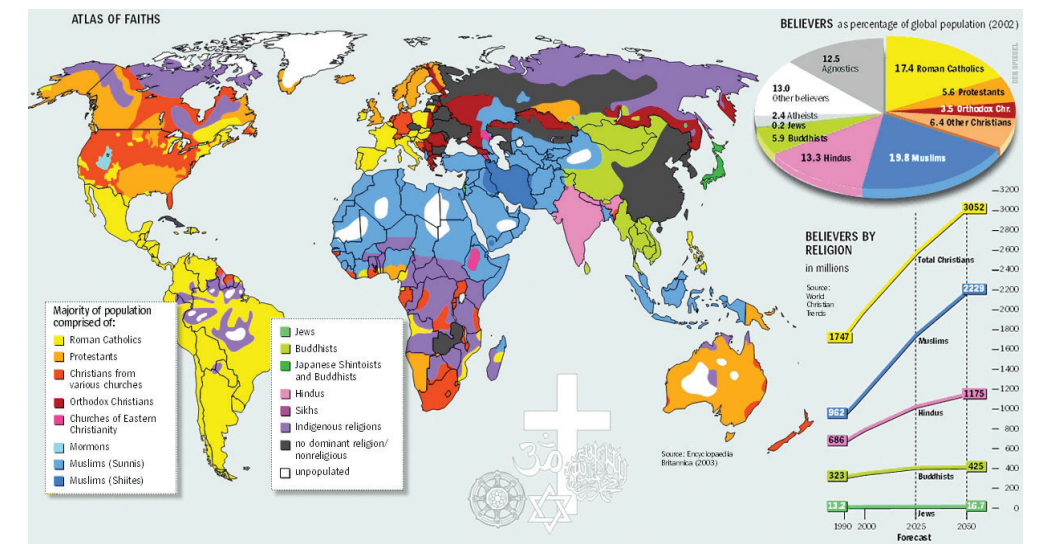 ATLAS OF FAITHS
BELIEVERS as percentage of global population (2002)
12.5
Agnostics
17.4 Roman Catholics
13.0
Other believers
5.6 Protestants
3.5 Orthodox Chr.
2.4 Atheists
6.4 Other Christians
0.2 Jews
5.9 Buddhists
13.3 Hindus
19.8 Muslims
DER SPIEGEL
BELIEVERS BY
RELIGION
in millions
Source:
World
Christian
Trends
3200
3000
2800
2600
2400
2200
2000
1800
1600
1400
1200
1000
800
600
400
200
0
3052
Total Christians
1747
2229
Muslims
962
1175
Hindus
686
425
Buddhists
323
13.2
16.7
Jews
1990 2000 2025 2050
Forecast
Majority of population
comprised of:
Roman Catholics
Protestants
Christians from
various churches
Orthodox Christians
Churches of Eastern
Christianity
Mormons
Muslims (Sunnis)
Muslims (Shiites)
Jews
Buddhists
Japanese Shintoists
and Buddhists
Hindus
Sikhs
Indigenous religions
no dominant religion/
nonreligious
unpopulated
Source: Encyclopaedia
Britannica (2003)
ॐ